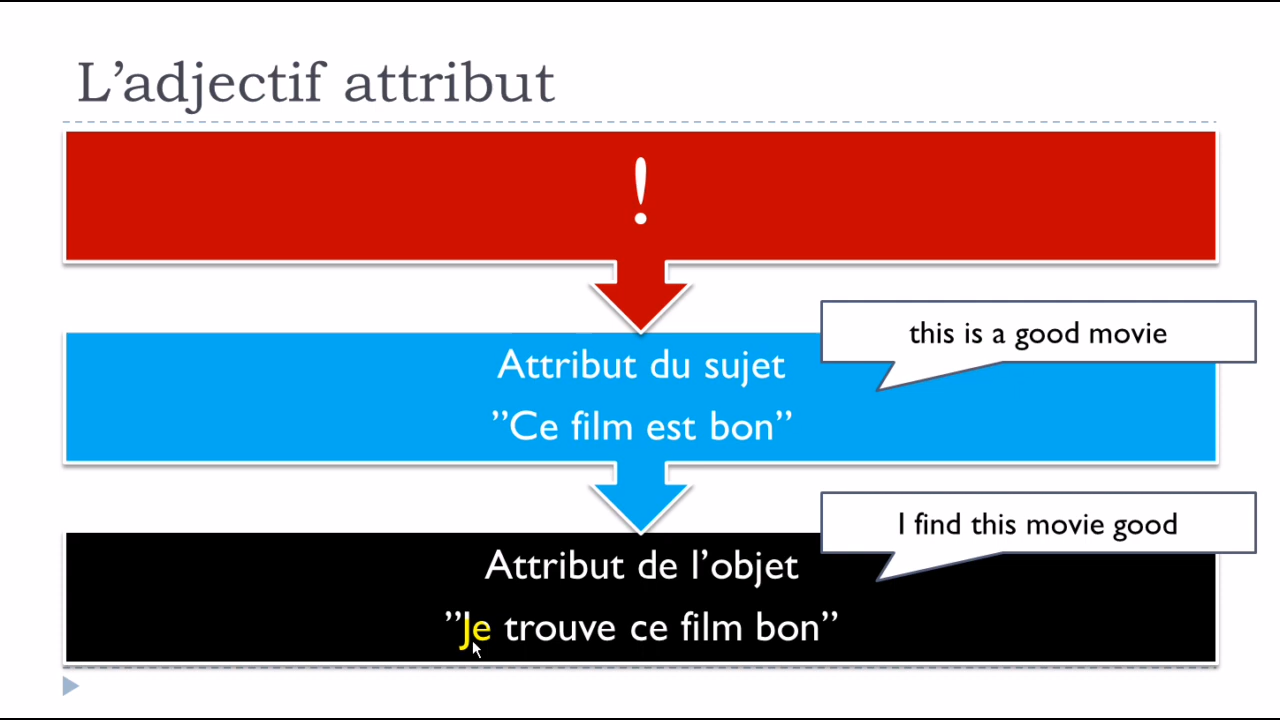 L’adjectif attribut
!
this is a good movie
Attribut du sujet
”Ce film est bon”
I find this movie good
Attribut de l’objet
”Je trouve ce film bon”